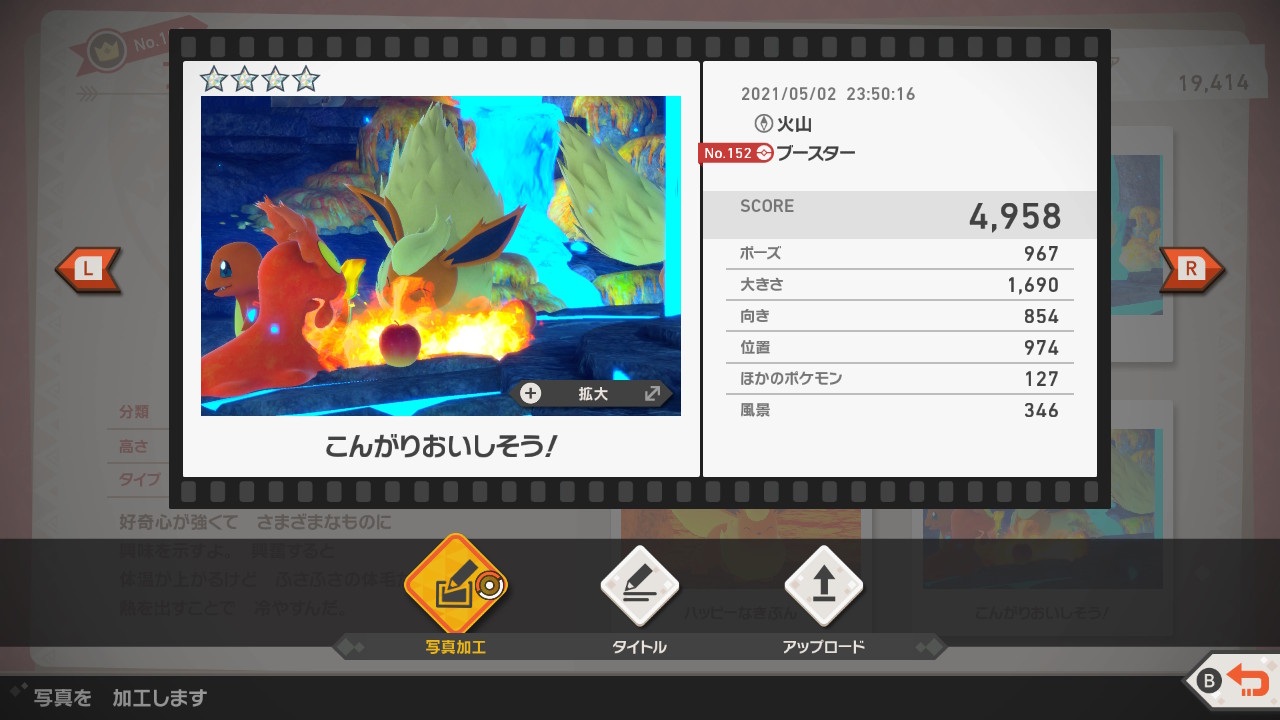 No.1
19,414
2021/05/02 23:50:16
火山
No.152 ブースター
SCORE 4,958
ポーズ 967
大きさ 1,690
向き 854
位置 974
ほかのポケモン 127
風景 346
+ 拡大
こんがりおいしそう!
L
R
分類
高さ
タイプ
好奇心が強くて さまざまなものに
興味を示すよ。 興奮すると
体温が上がるけど ふさふさの体毛
熱を出すことで 冷やすんだ。
ハッピーなきぶん
こんがりおいしそう!
写真加工
タイトル
アップロード
写真を 加工します
B